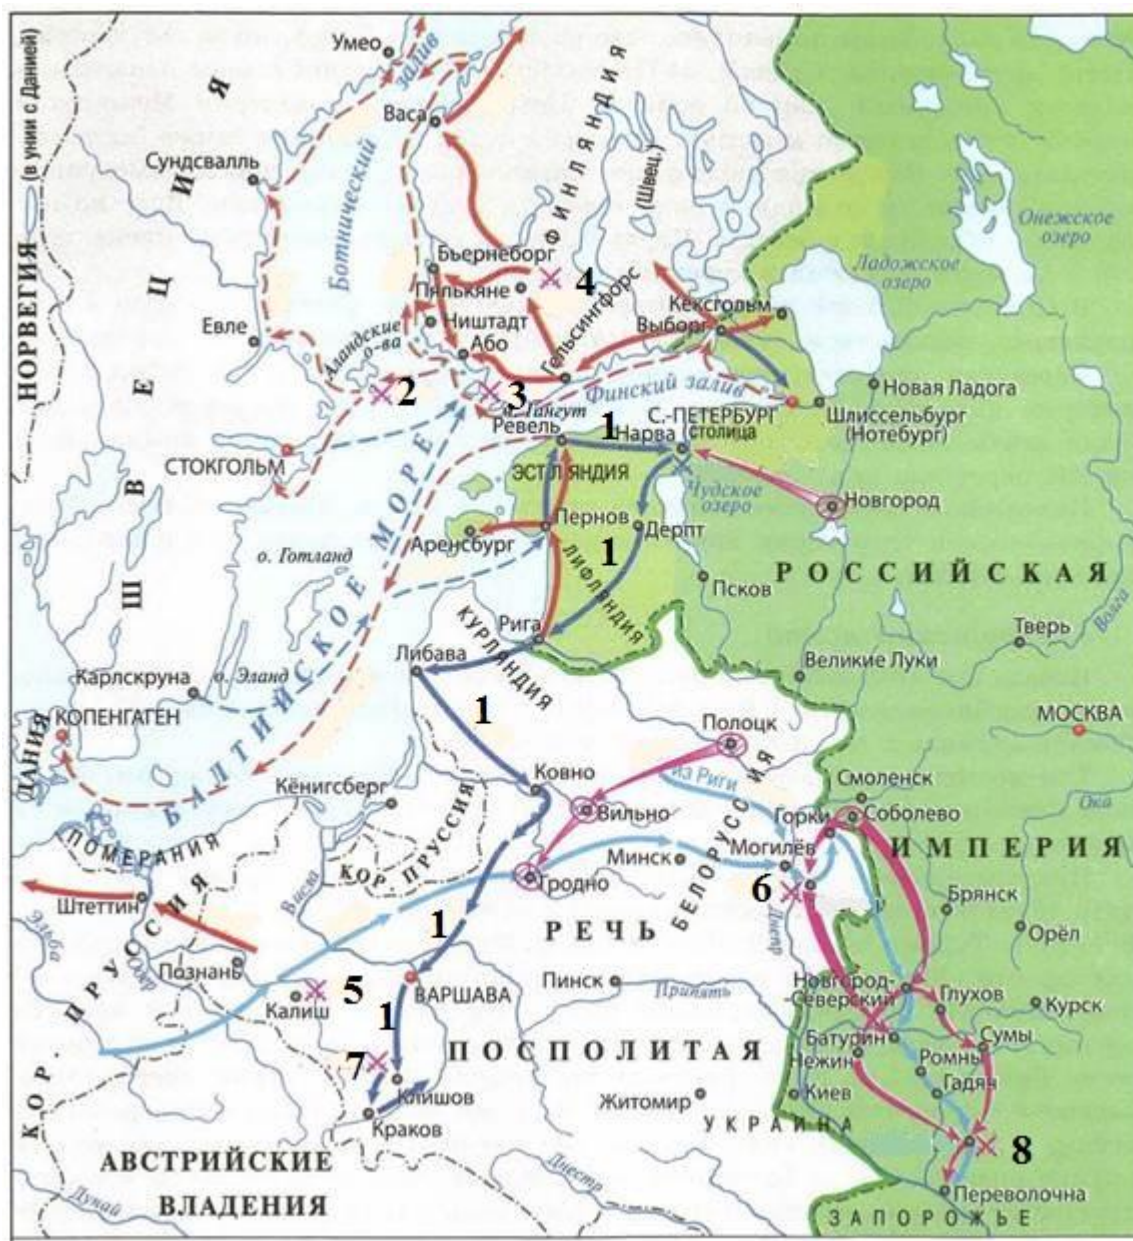 (в унии с Данией)
НОРВЕГИЯ
ШВЕЦИЯ
Умео
залив
Ботнический
Васа
Сундсвалль
ФИНЛЯНДИЯ
(Швец.)
Онежское
озеро
Ладожское
озеро
Бьернеборг
4
Пялькяне
Кексгольм
Выборг
Гельсингфорс
Ништадт
Або
Евле
Аландские
о-ва
2
3
Финский залив
Новая Ладога
м. Гангут
Ревель
1
Нарва
С.-ПЕТЕРБУРГ
(столица
Шлиссельбург
(Нотебург)
СТОКГОЛЬМ
ЭСТЛЯНДИЯ
Чудское
озеро
Новгород
Пернов
Дерпт
Аренсбург
1
о. Готланд
БАЛТИЙСКОЕ МОРЕ
ЛИФЛЯНДИЯ
Псков
РОССИЙСКАЯ
Волга
КУРЛЯНДИЯ
Рига
Тверь
Либава
Великие Луки
Карлскруна
о. Эланд
1
КОПЕНГАГЕН
ДАНИЯ
Полоцк
МОСКВА
из Риги
Ковно
Смоленск
Кёнигсберг
Вильно
Горки
Соболево
Ока
БЕЛОРУССИЯ
Могилёв
ИМПЕРИЯ
ПОМЕРАНИЯ
КОР. ПРУССИЯ
Минск
Гродно
6
Висла
Штеттин
Брянск
Днепр
1
РЕЧЬ
Орёл
Эльба
Одер
Познань
КОР. ПРУССИЯ
5
Калиш
ВАРШАВА
Пинск
Припять
Новгород-
-Северский
Глухов
Курск
1
ПОСПОЛИТАЯ
Батурин
Сумы
Нежин
Ромны
7
Клишов
Гадяч
Житомир
Киев
Краков
УКРАИНА
8
АВСТРИЙСКИЕ
ВЛАДЕНИЯ
Днестр
Дунай
Переволочна
ЗАПОРОЖЬЕ